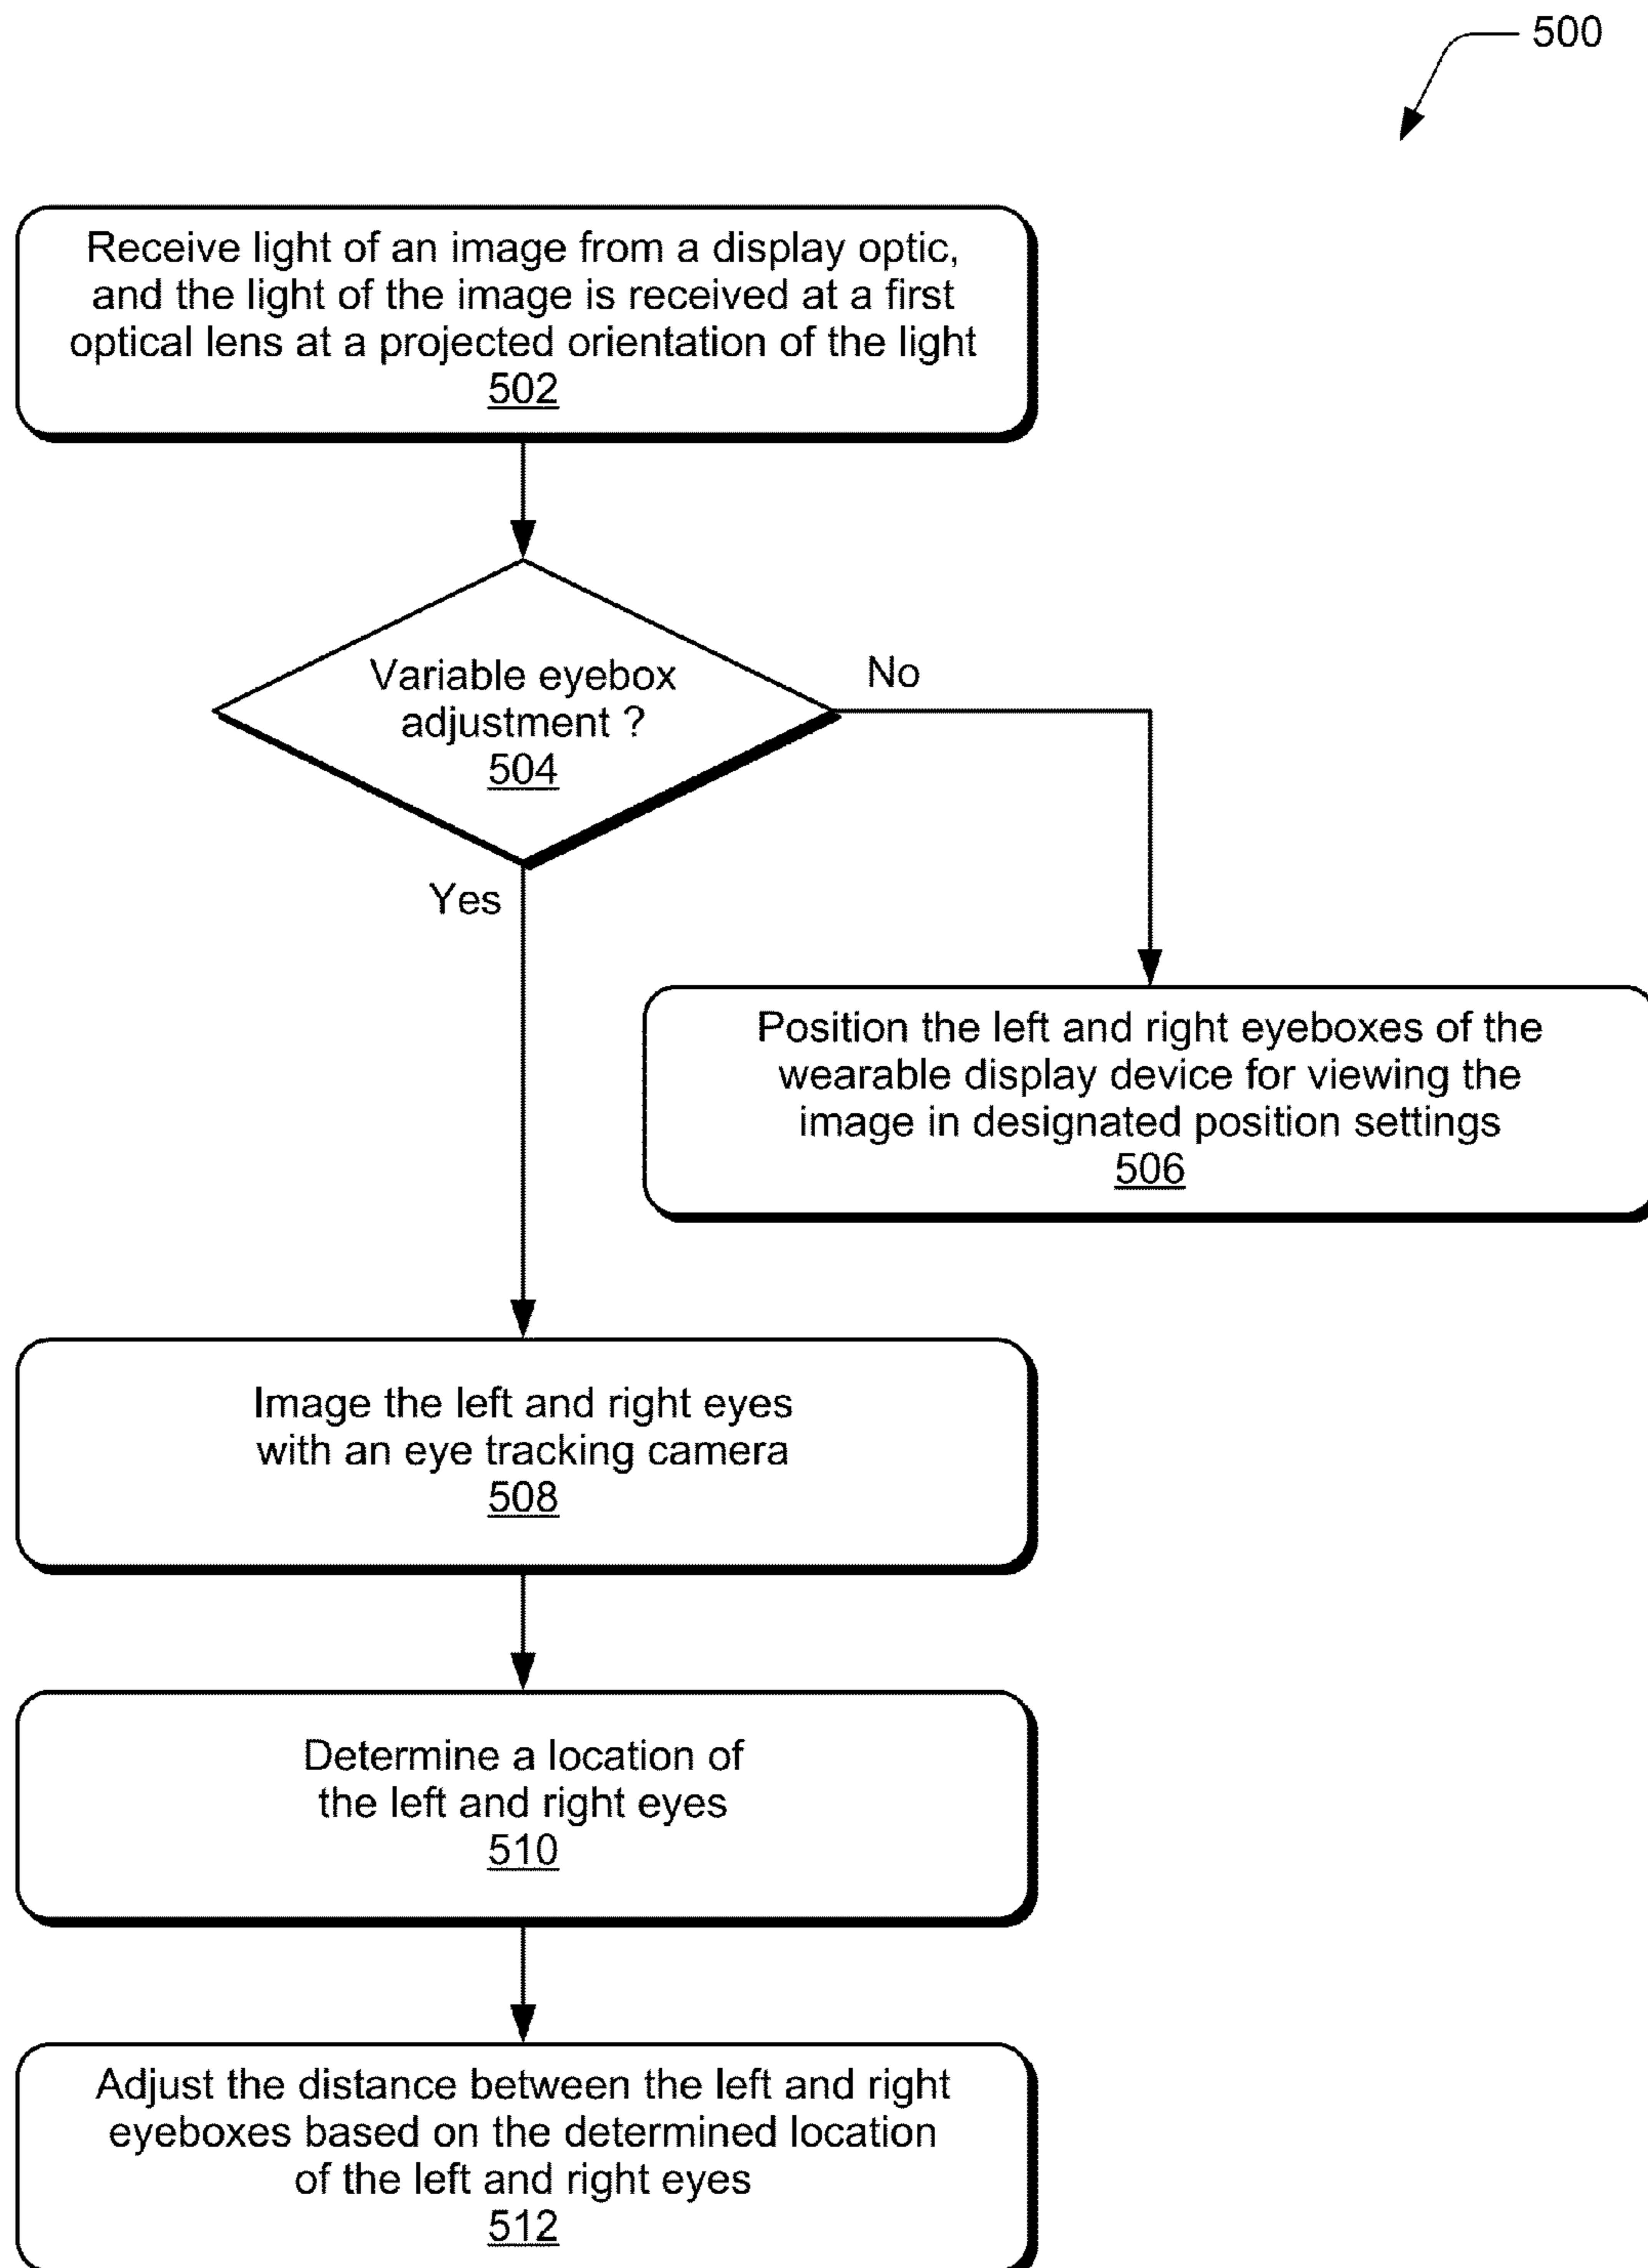 500
Receive light of an image from a display optic,
and the light of the image is received at a first
optical lens at a projected orientation of the light
502
Variable eyebox
adjustment ?
504
No
Yes
Position the left and right eyeboxes of the
wearable display device for viewing the
image in designated position settings
506
Image the left and right eyes
with an eye tracking camera
508
Determine a location of
the left and right eyes
510
Adjust the distance between the left and right
eyeboxes based on the determined location
of the left and right eyes
512